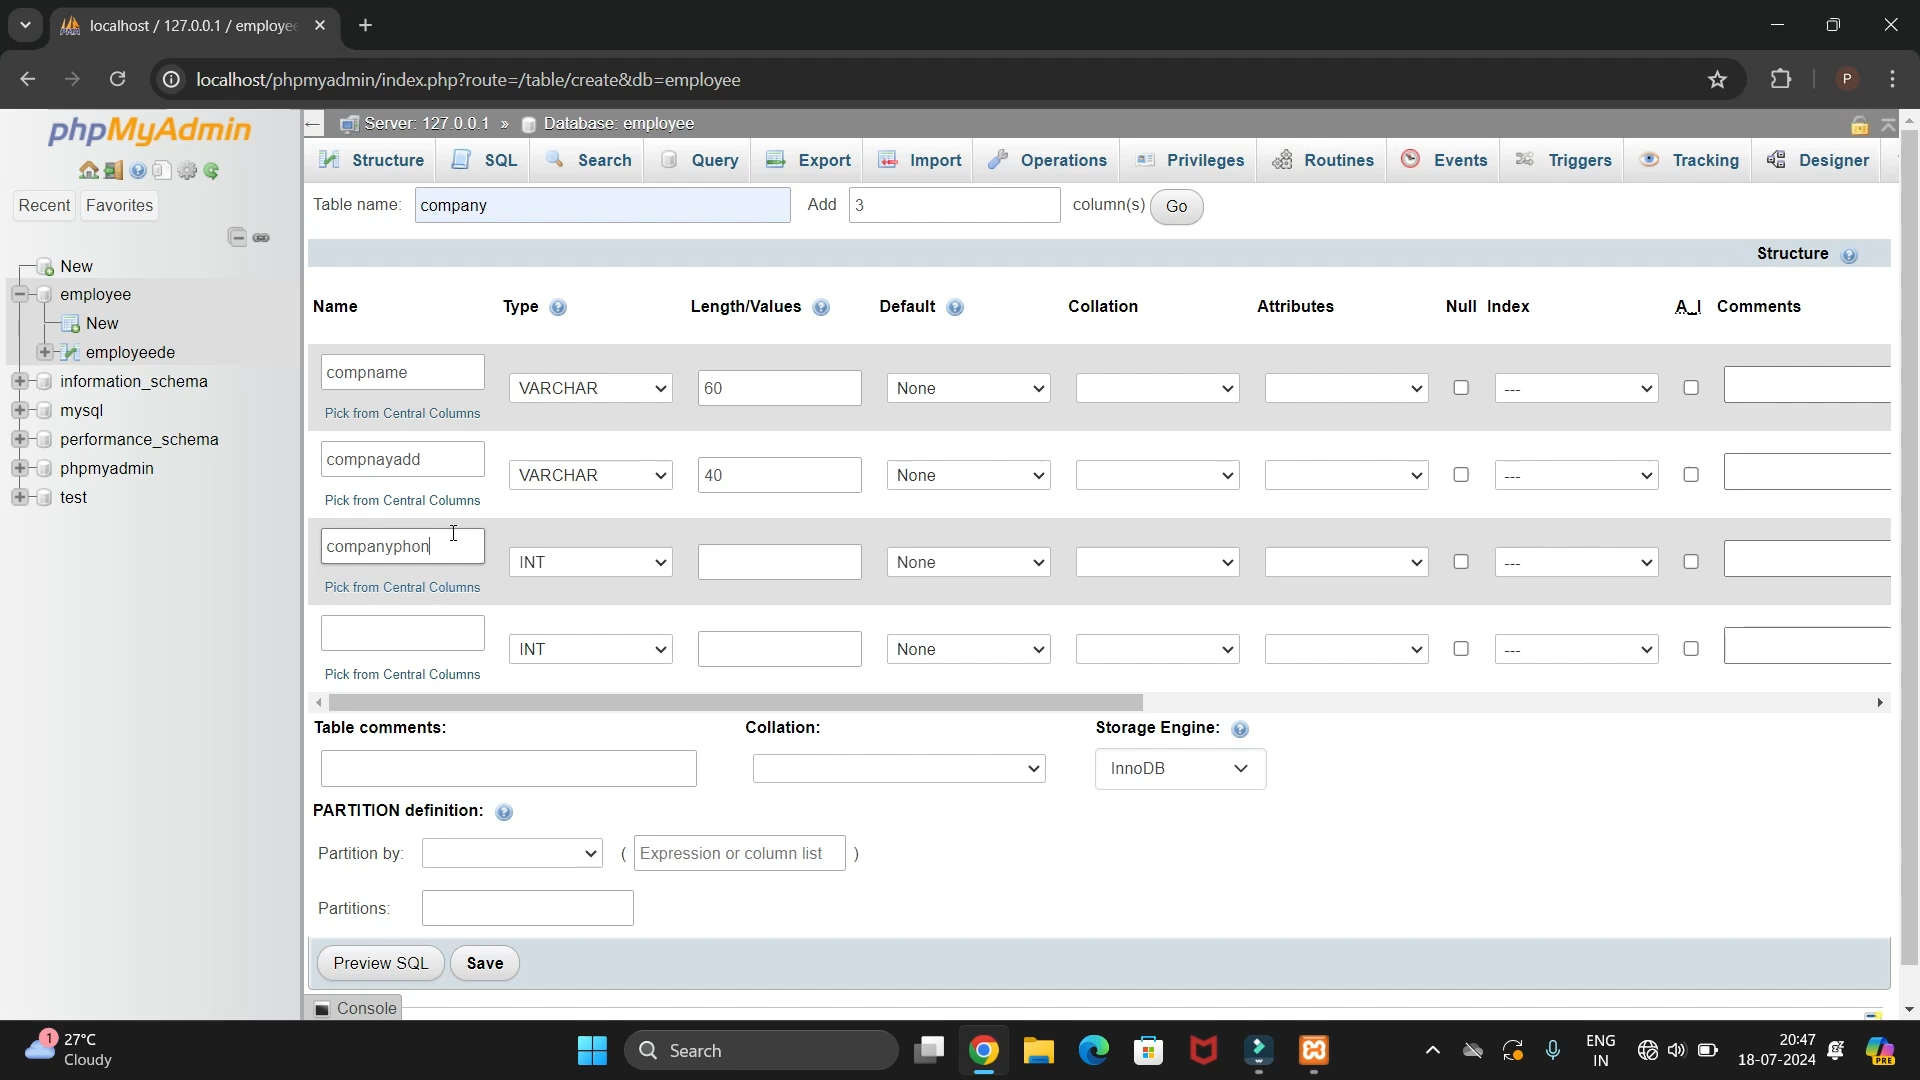 localhost / 127.0.0.1 / employee
localhost/phpmyadmin/index.php?route=/table/create&db=employee
P
phpMyAdmin
Recent Favorites
New
employee
New
employeede
information_schema
mysql
performance_schema
phpmyadmin
test
Server: 127.0.0.1 » Database: employee
Structure SQL Search Query Export Import Operations Privileges Routines Events Triggers Tracking Designer
Table name: company Add 3 column(s) Go
Structure
Name Type Length/Values Default Collation Attributes Null Index A_I Comments
compname VARCHAR 60 None ---
Pick from Central Columns
compnayadd VARCHAR 40 None ---
Pick from Central Columns
companyphon INT None ---
Pick from Central Columns
INT None ---
Pick from Central Columns
Table comments: Collation: Storage Engine:
InnoDB
PARTITION definition:
Partition by: ( Expression or column list )
Partitions:
Preview SQL Save
Console
1 27°C
Cloudy
Search
ENG
IN
20:47
18-07-2024
PRE